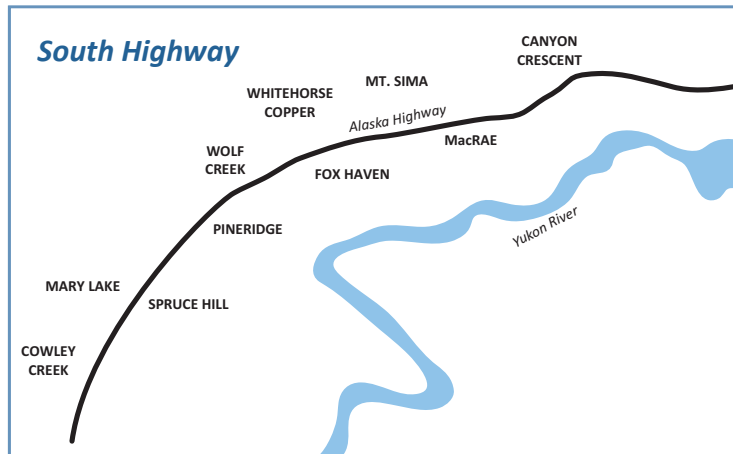 South Highway
CANYON
CRESCENT
MT. SIMA
WHITEHORSE
COPPER
Alaska Highway
MacRAE
WOLF
CREEK
FOX HAVEN
PINERIDGE
Yukon River
MARY LAKE
SPRUCE HILL
COWLEY
CREEK